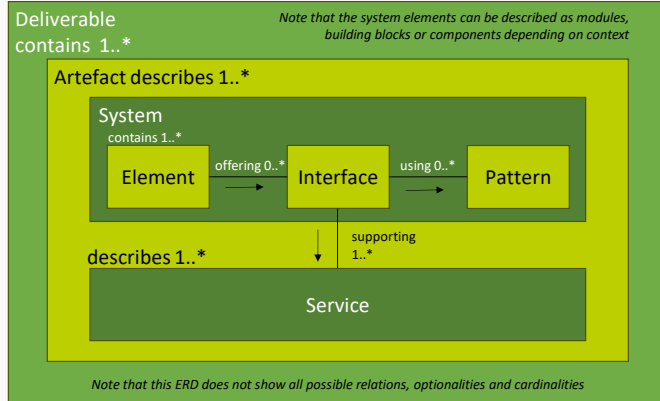 Deliverable
contains 1..*
Note that the system elements can be described as modules,
building blocks or components depending on context
Artefact describes 1..*
System
contains 1..*
Element
offering 0..*
Interface
using 0..*
Pattern
supporting
1..*
describes 1..*
Service
Note that this ERD does not show all possible relations, optionalities and cardinalities